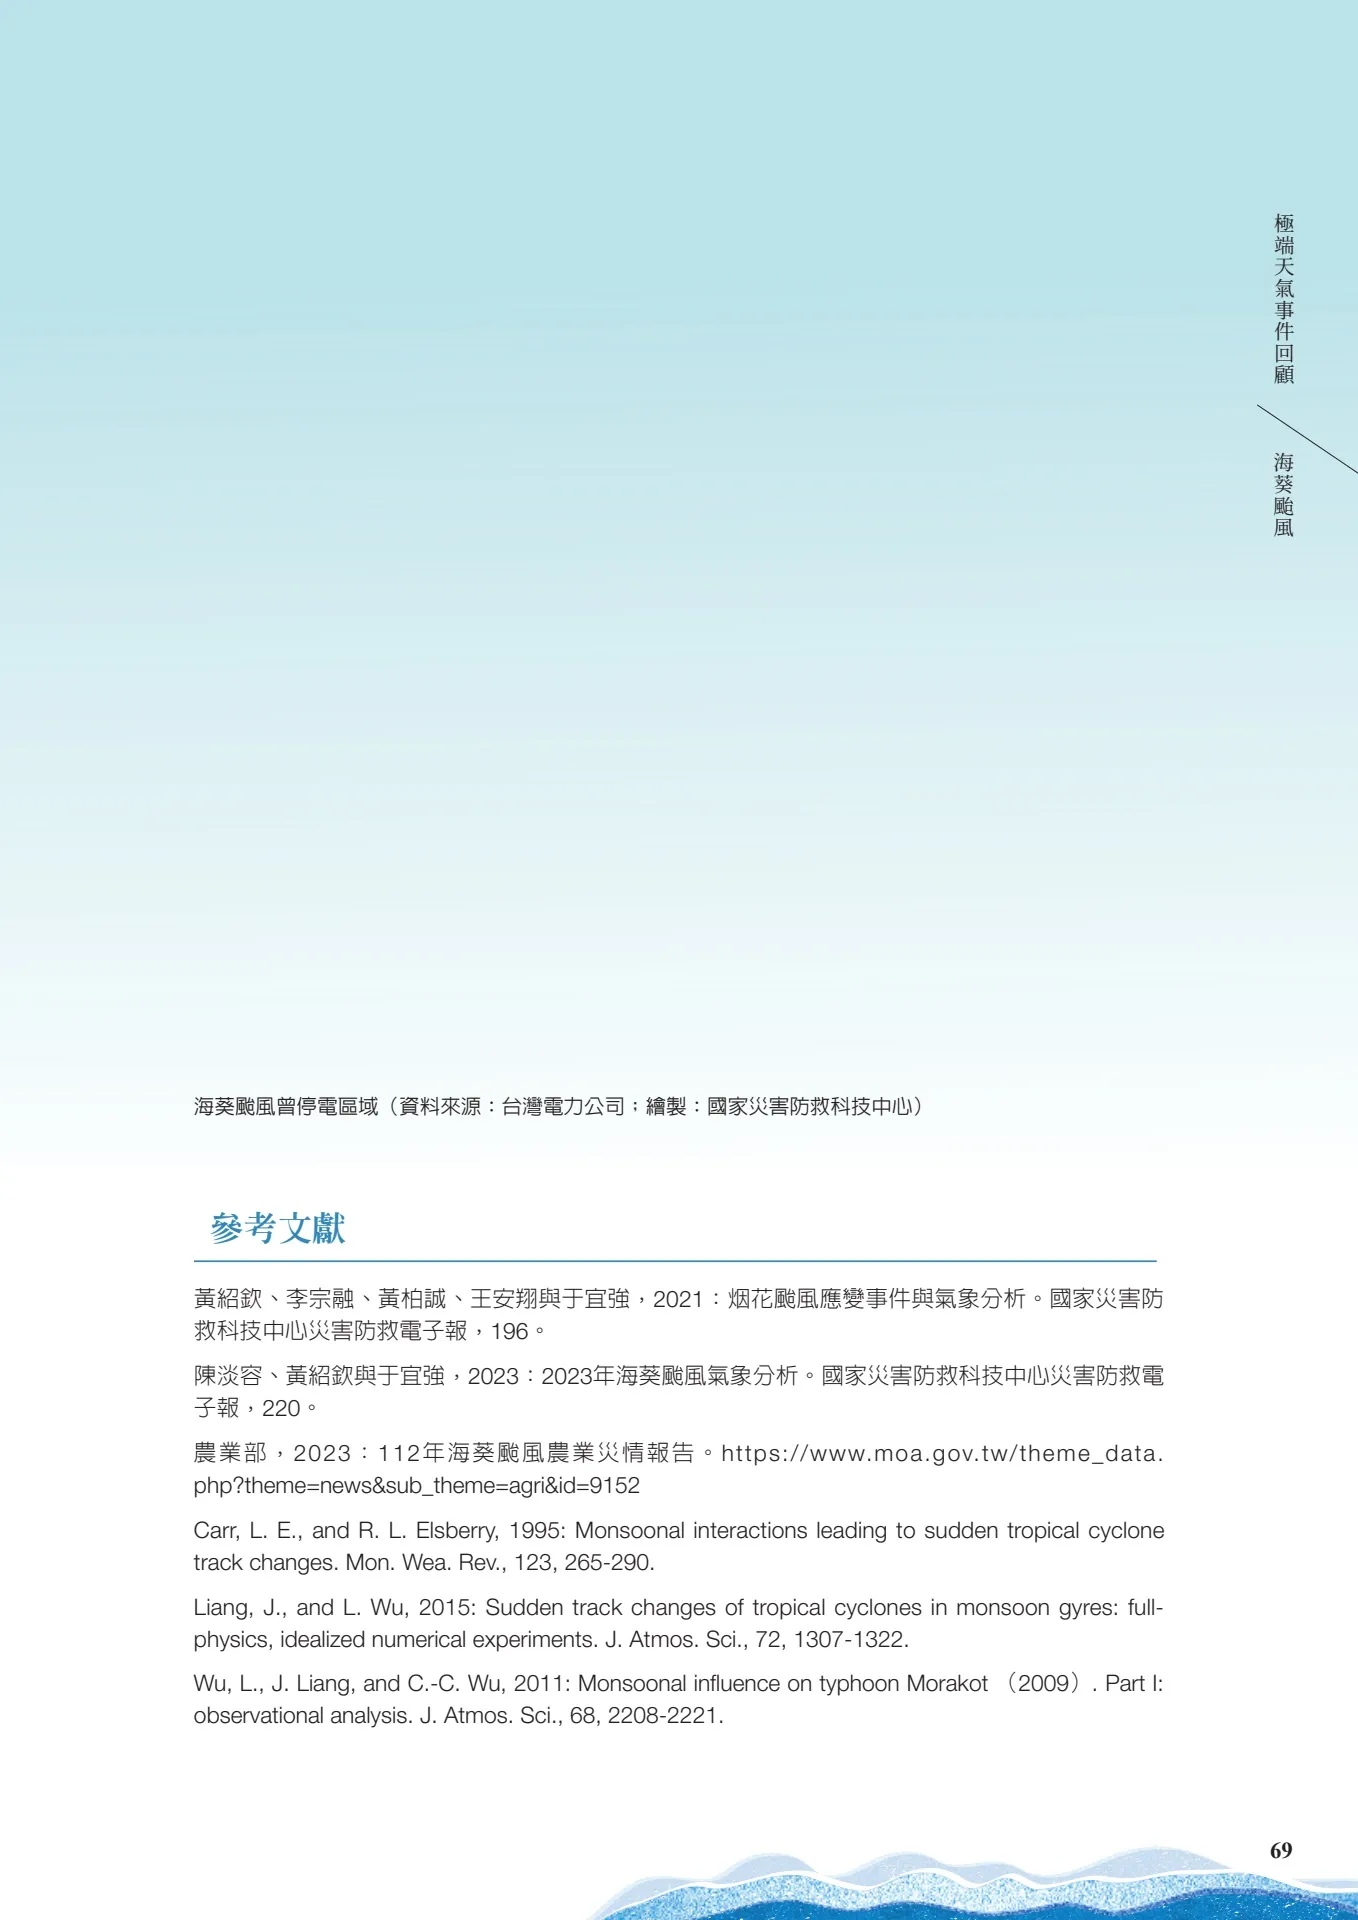 極端天氣事件回顧
海葵颱風
海葵颱風曾停電區域（資料來源：台灣電力公司；繪製：國家災害防救科技中心）
參考文獻
黃紹欽、李宗融、黃柏誠、王安翔與于宜強，2021：烟花颱風應變事件與氣象分析。國家災害防
救科技中心災害防救電子報，196。
陳淡容、黃紹欽與于宜強，2023：2023年海葵颱風氣象分析。國家災害防救科技中心災害防救電
子報，220。
農業部，2023：112年海葵颱風農業災情報告。https://www.moa.gov.tw/theme_data.
php?theme=news&sub_theme=agri&id=9152
Carr, L. E., and R. L. Elsberry, 1995: Monsoonal interactions leading to sudden tropical cyclone
track changes. Mon. Wea. Rev., 123, 265-290.
Liang, J., and L. Wu, 2015: Sudden track changes of tropical cyclones in monsoon gyres: full-
physics, idealized numerical experiments. J. Atmos. Sci., 72, 1307-1322.
Wu, L., J. Liang, and C.-C. Wu, 2011: Monsoonal influence on typhoon Morakot （2009）. Part I:
observational analysis. J. Atmos. Sci., 68, 2208-2221.
69